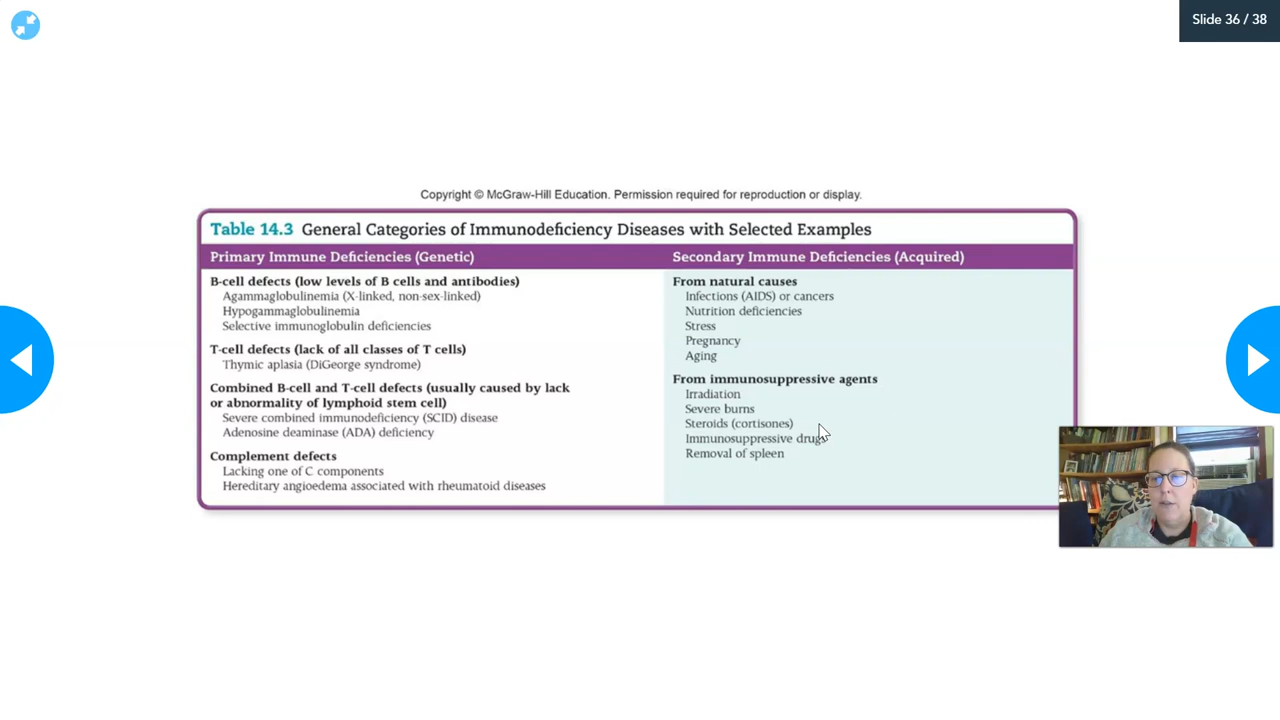 Slide 36 / 38
Copyright © McGraw-Hill Education. Permission required for reproduction or display.
Table 14.3 General Categories of Immunodeficiency Diseases with Selected Examples
Primary Immune Deficiencies (Genetic)
B-cell defects (low levels of B cells and antibodies)
Agammaglobulinemia (X-linked, non-sex-linked)
Hypogammaglobulinemia
Selective immunoglobulin deficiencies
T-cell defects (lack of all classes of T cells)
Thymic aplasia (DiGeorge syndrome)
Combined B-cell and T-cell defects (usually caused by lack
or abnormality of lymphoid stem cell)
Severe combined immunodeficiency (SCID) disease
Adenosine deaminase (ADA) deficiency
Complement defects
Lacking one of C components
Hereditary angioedema associated with rheumatoid diseases
Secondary Immune Deficiencies (Acquired)
From natural causes
Infections (AIDS) or cancers
Nutrition deficiencies
Stress
Pregnancy
Aging
From immunosuppressive agents
Irradiation
Severe burns
Steroids (cortisones)
Immunosuppressive drugs
Removal of spleen